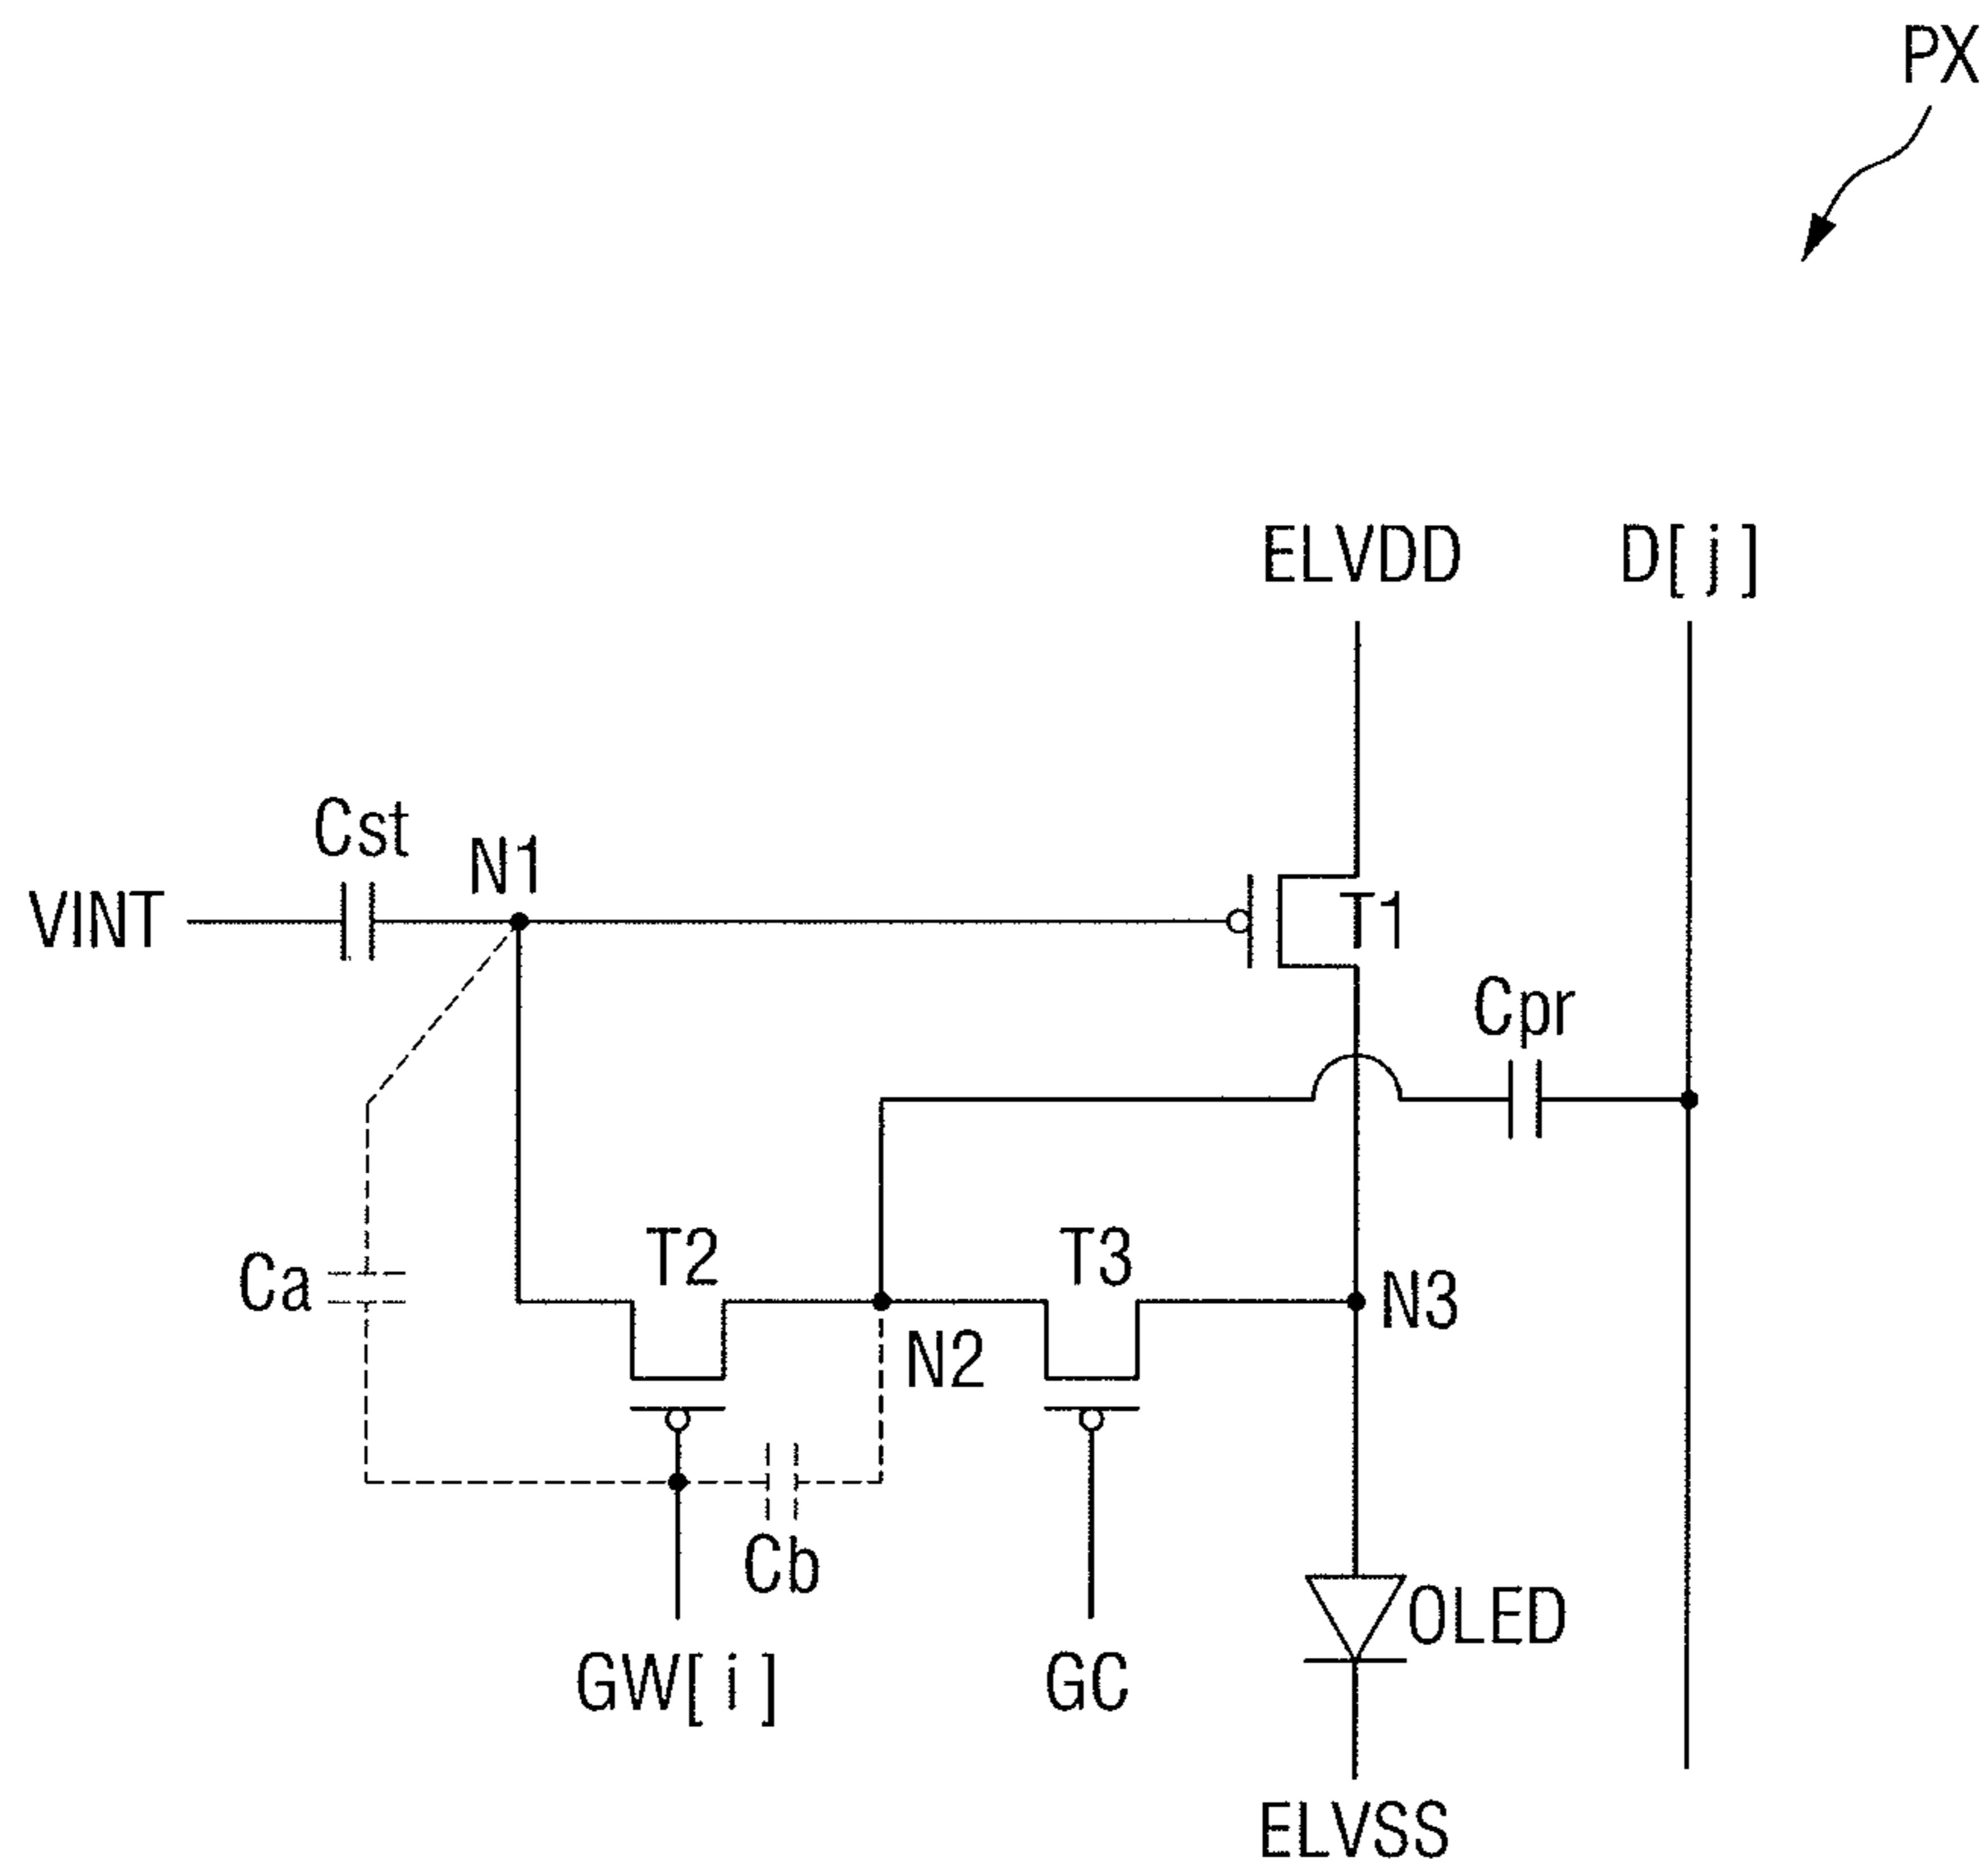 PX
ELVDD
D[j]
Cst
N1
VINT
T1
Cpr
T2
T3
Ca
N3
N2
Cb
OLED
GW[i]
GC
ELVSS